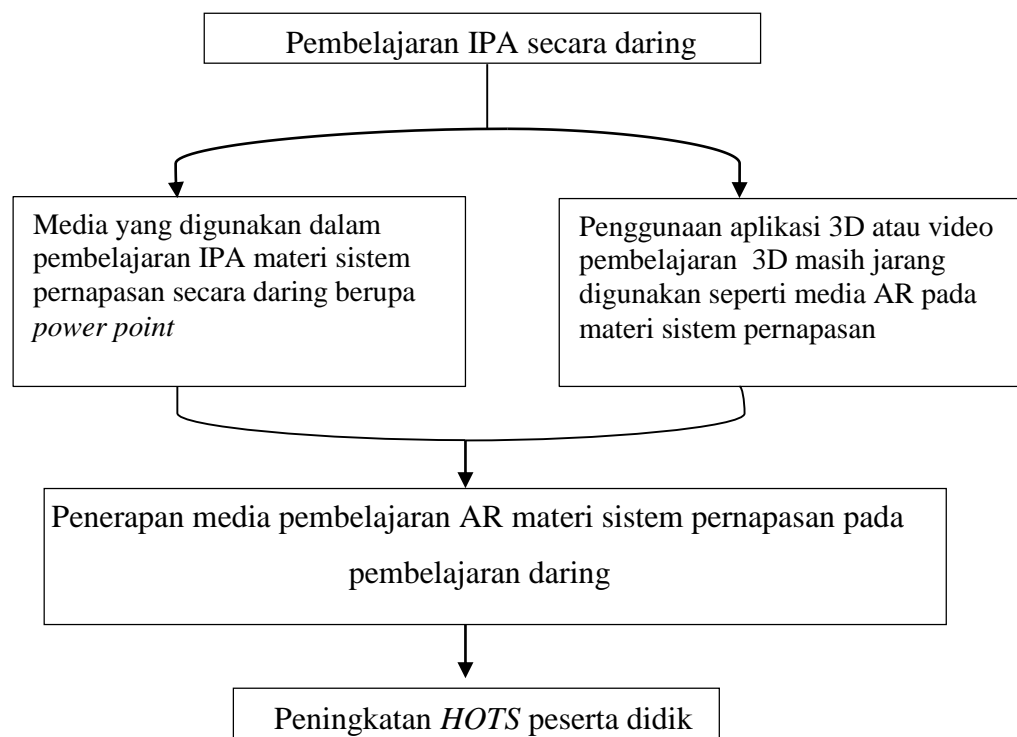 Pembelajaran IPA secara daring
Media yang digunakan dalam
pembelajaran IPA materi sistem
pernapasan secara daring berupa
power point
Penggunaan aplikasi 3D atau video
pembelajaran 3D masih jarang
digunakan seperti media AR pada
materi sistem pernapasan
Penerapan media pembelajaran AR materi sistem pernapasan pada
pembelajaran daring
Peningkatan HOTS peserta didik